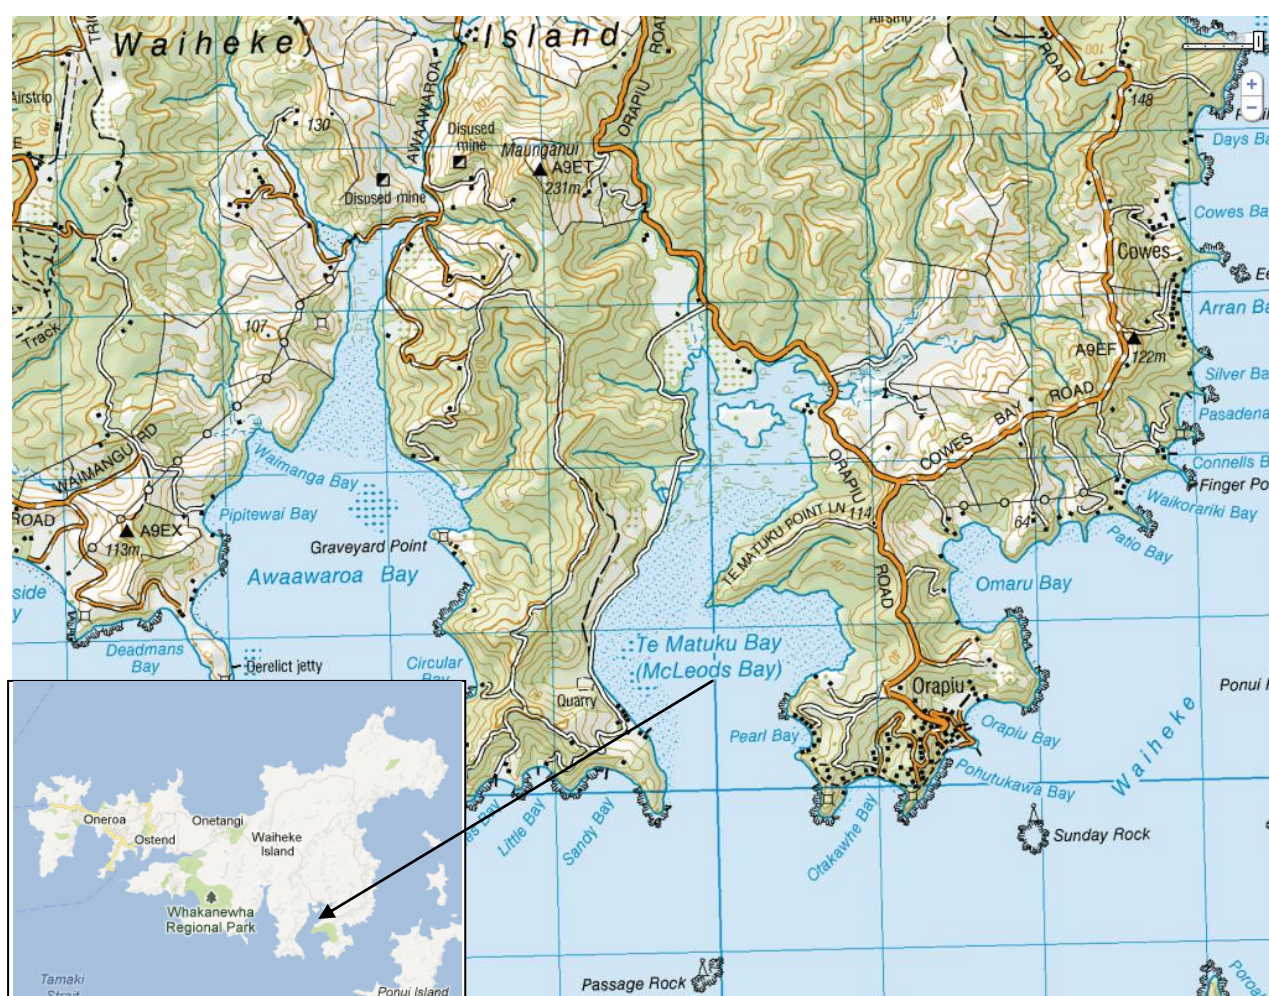 Waiheke Island
Airstrip
ROAD
Airstrip
ROAD
148
Days
130
AWAAWAROA
ORAPIU
Disused
mine
Maunganui
A9ET
231m
Disused mine
Cowes
Cowes
Track
107
Arran
A9EF
122m
Silver
COWES BAY ROAD
Pasadena
WAIMANGU RD
Waimanga Bay
ORAPIU
ROAD
Connells
Finger
Pipitewai Bay
Waikorariki Bay
ROAD
A9EX
113m
Graveyard Point
TE MATUKU POINT LN
114
64
Patio Bay
Awaawaroa Bay
Omaru Bay
Deadmans
Bay
Derelict jetty
Circular
Te Matuku Bay
(McLeods Bay)
40
Quarry
Orapiu
Ponui
Pearl Bay
Orapiu Bay
Pohutukawa Bay
Waiheke
Little Bay
Sandy Bay
Otakawhe Bay
Sunday Rock
Passage Rock
Oneroa
Ostend
Onetangi
Waiheke
Island
Whakanewha
Regional Park
Tamaki
Strait
Ponui Island